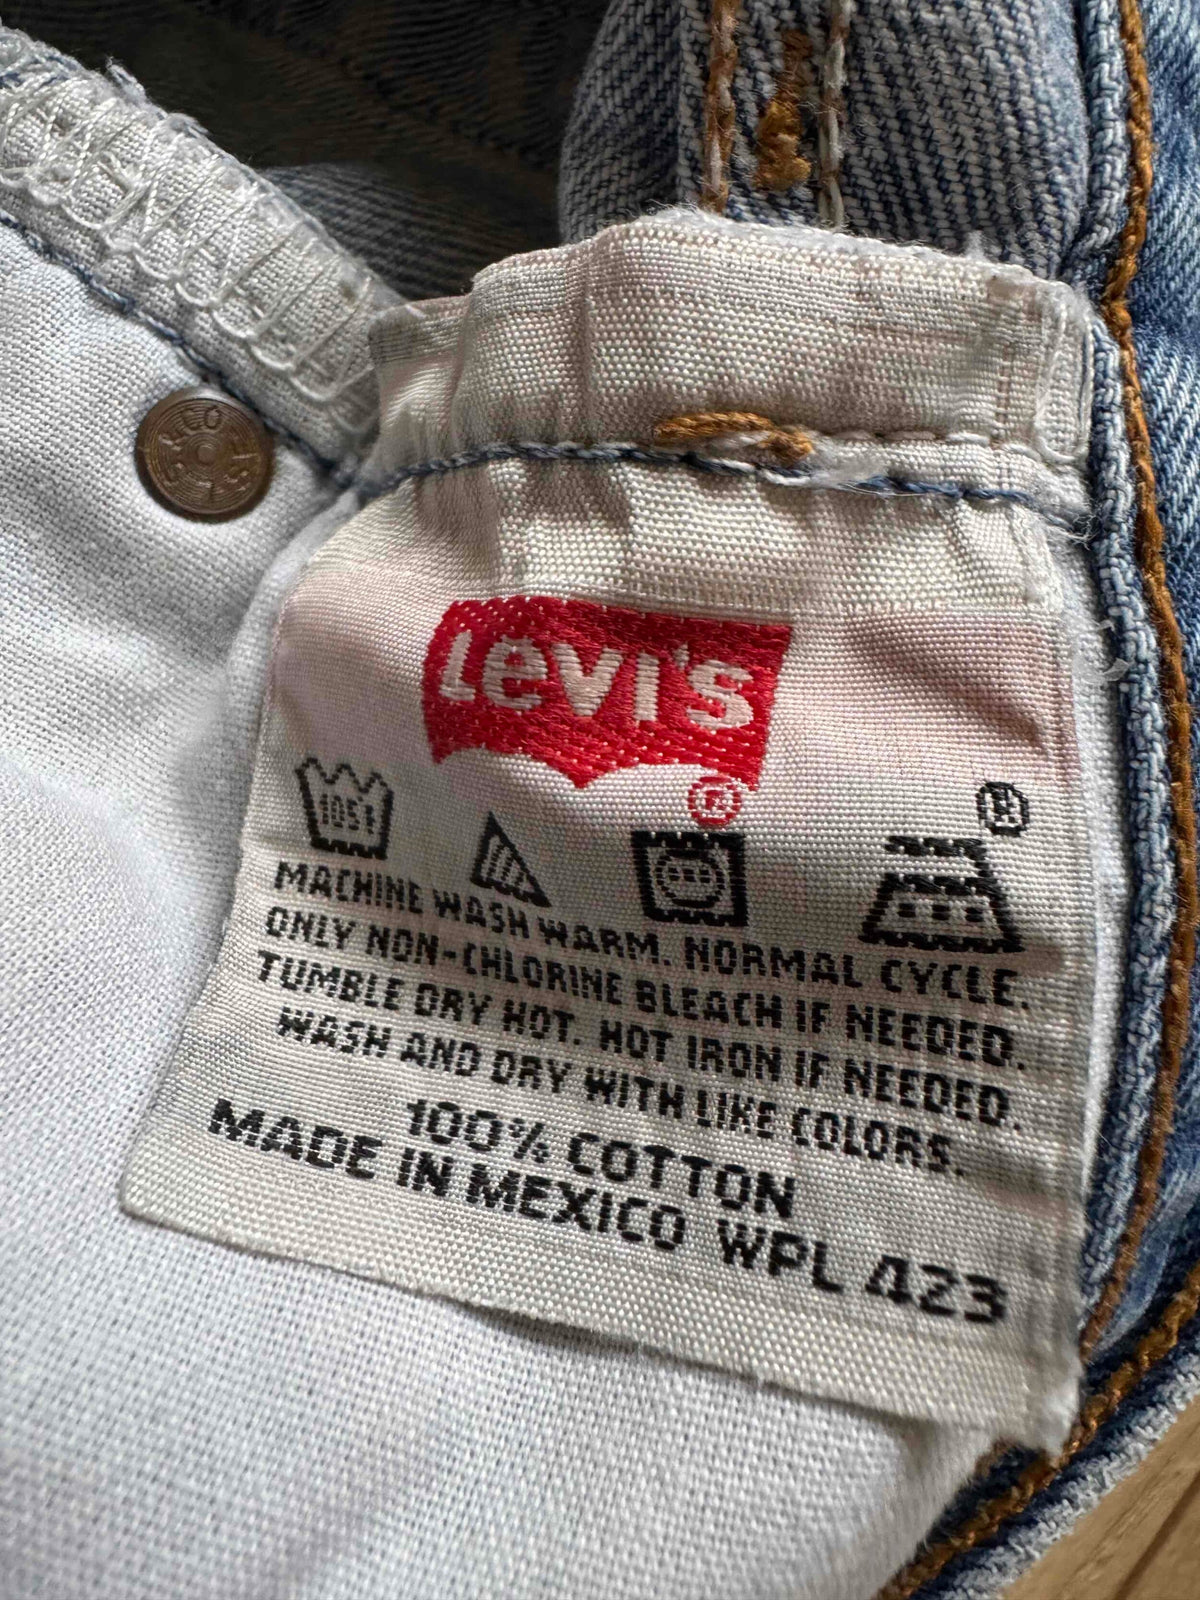 Levi's
®
105°F
®
MACHINE WASH WARM. NORMAL CYCLE.
ONLY NON-CHLORINE BLEACH IF NEEDED.
TUMBLE DRY HOT. HOT IRON IF NEEDED.
WASH AND DRY WITH LIKE COLORS.
100% COTTON
MADE IN MEXICO WPL 423